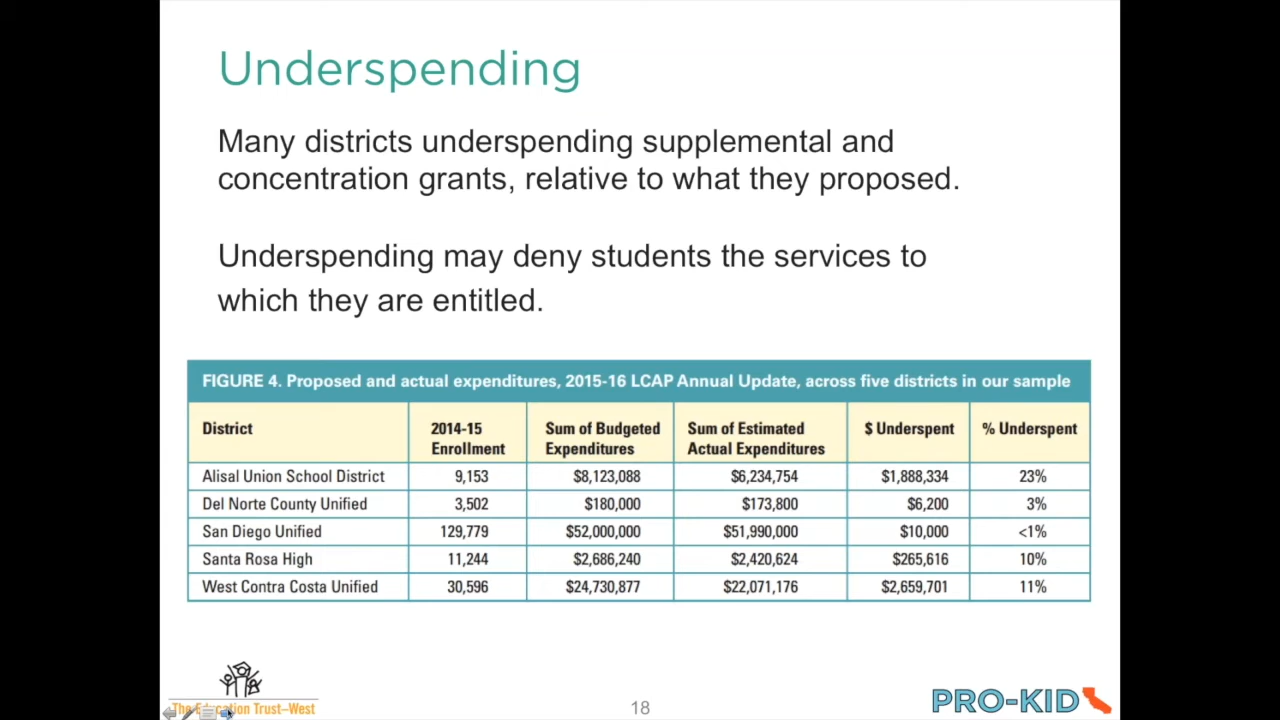 Underspending
Many districts underspending supplemental and
concentration grants, relative to what they proposed.
Underspending may deny students the services to
which they are entitled.
FIGURE 4. Proposed and actual expenditures, 2015-16 LCAP Annual Update, across five districts in our sample
District 2014-15 Enrollment Sum of Budgeted Expenditures Sum of Estimated Actual Expenditures $ Underspent % Underspent
Alisal Union School District 9,153 $8,123,088 $6,234,754 $1,888,334 23%
Del Norte County Unified 3,502 $180,000 $173,800 $6,200 3%
San Diego Unified 129,779 $52,000,000 $51,990,000 $10,000 <1%
Santa Rosa High 11,244 $2,686,240 $2,420,624 $265,616 10%
West Contra Costa Unified 30,596 $24,730,877 $22,071,176 $2,659,701 11%
The Education Trust–West
18
PRO-KID